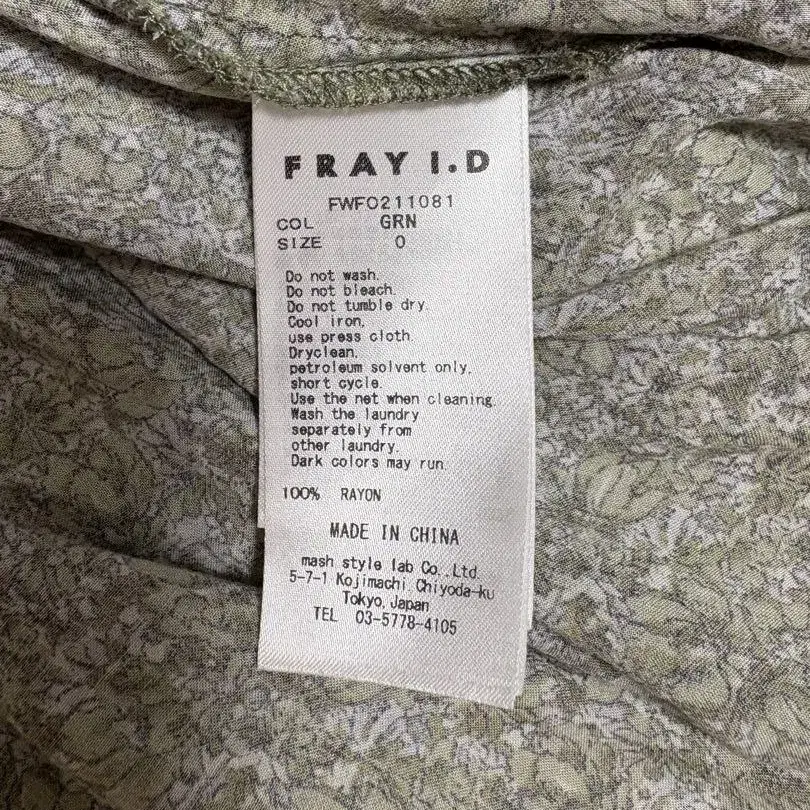 FRAY I.D
FWFO211081
COL GRN
SIZE 0
Do not wash.
Do not bleach.
Do not tumble dry.
Cool iron.
use press cloth
Dryclean.
petroleum solvent only.
short cycle.
Use the net when cleaning.
Wash the laundry
separately from
other laundry.
Dark colors may run.
100% RAYON
MADE IN CHINA
mash style lab Co.,Ltd.
5-7-1 Kojimachi Chiyoda-ku
Tokyo, Japan
TEL 03-5778-4105